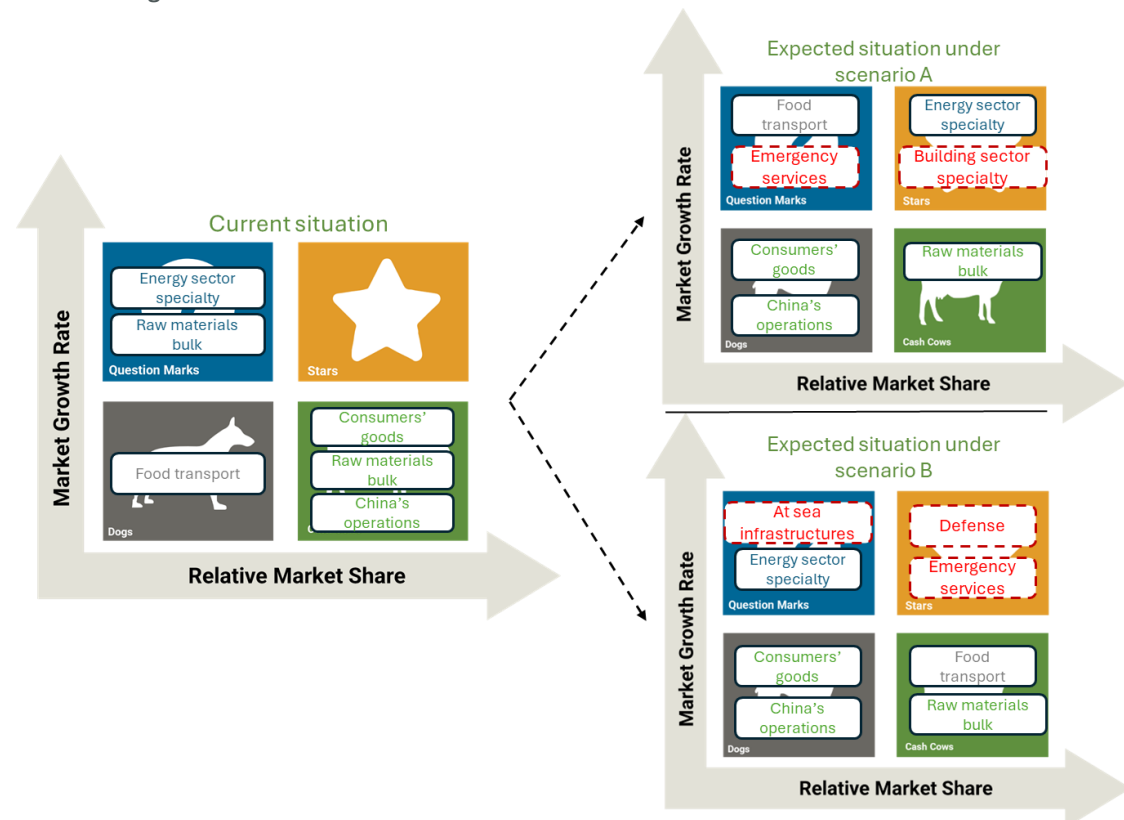 Current situation
Market Growth Rate
Energy sector
specialty
Raw materials
bulk
Question Marks
Stars
Food transport
Dogs
Consumers’
goods
Raw materials
bulk
China’s
operations
Relative Market Share
Expected situation under
scenario A
Market Growth Rate
Food
transport
Emergency
services
Question Marks
Energy sector
specialty
Building sector
specialty
Stars
Consumers’
goods
China’s
operations
Dogs
Raw materials
bulk
Cash Cows
Relative Market Share
Expected situation under
scenario B
Market Growth Rate
At sea
infrastructures
Energy sector
specialty
Question Marks
Defense
Emergency
services
Stars
Consumers’
goods
China’s
operations
Dogs
Food
transport
Raw materials
bulk
Cash Cows
Relative Market Share